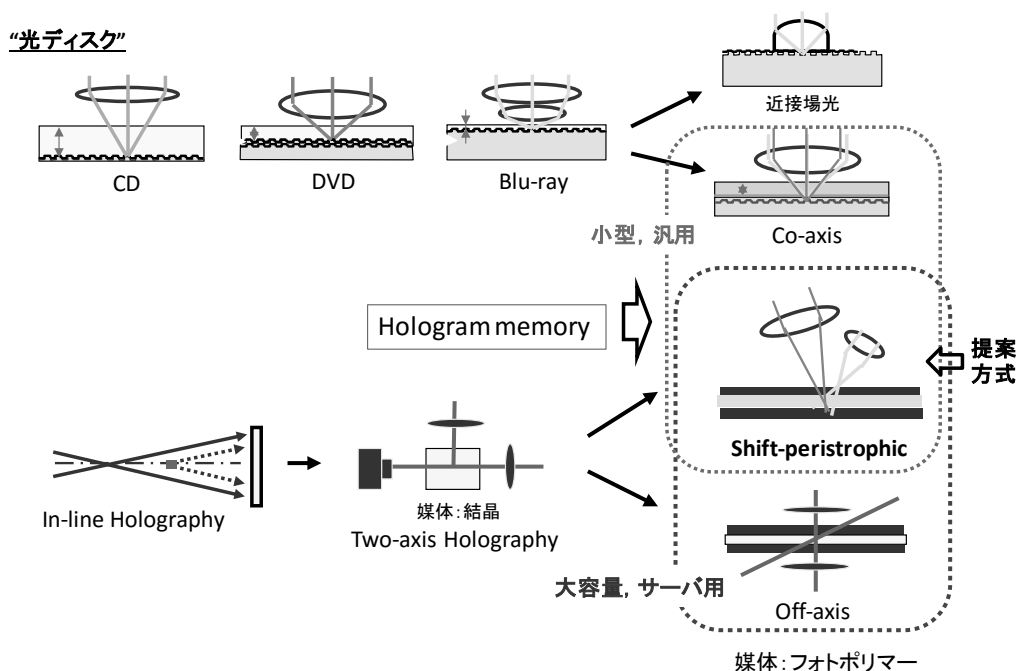 “光ディスク”
CD
DVD
Blu-ray
近接場光
小型, 汎用
Co-axis
Hologram memory
提案
方式
Shift-peristrophic
In-line Holography
媒体:結晶
Two-axis Holography
大容量, サーバ用
Off-axis
媒体:フォトポリマー